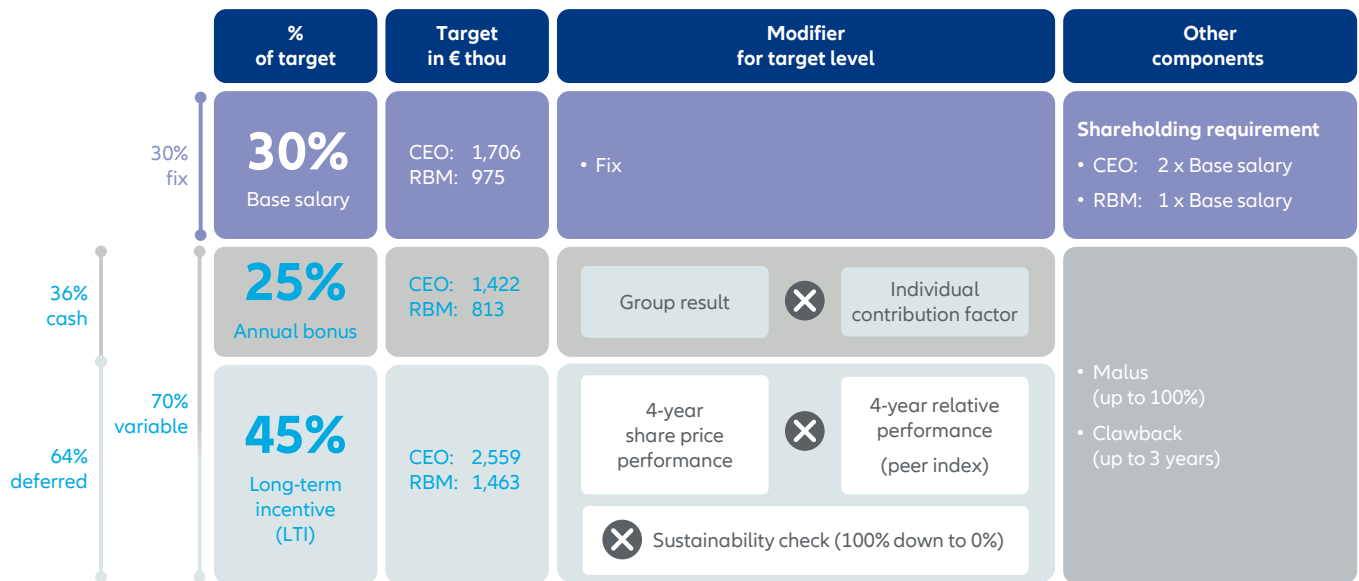 %
of target
Target
in € thou
Modifier
for target level
Other
components
30%
fix
30%
Base salary
CEO: 1,706
RBM: 975
• Fix
Shareholding requirement
• CEO: 2 x Base salary
• RBM: 1 x Base salary
36%
cash
64%
deferred
70%
variable
25%
Annual bonus
CEO: 1,422
RBM: 813
Group result
Individual
contribution factor
45%
Long-term
incentive
(LTI)
CEO: 2,559
RBM: 1,463
4-year
share price
performance
4-year relative
performance
(peer index)
Sustainability check (100% down to 0%)
• Malus
(up to 100%)
• Clawback
(up to 3 years)